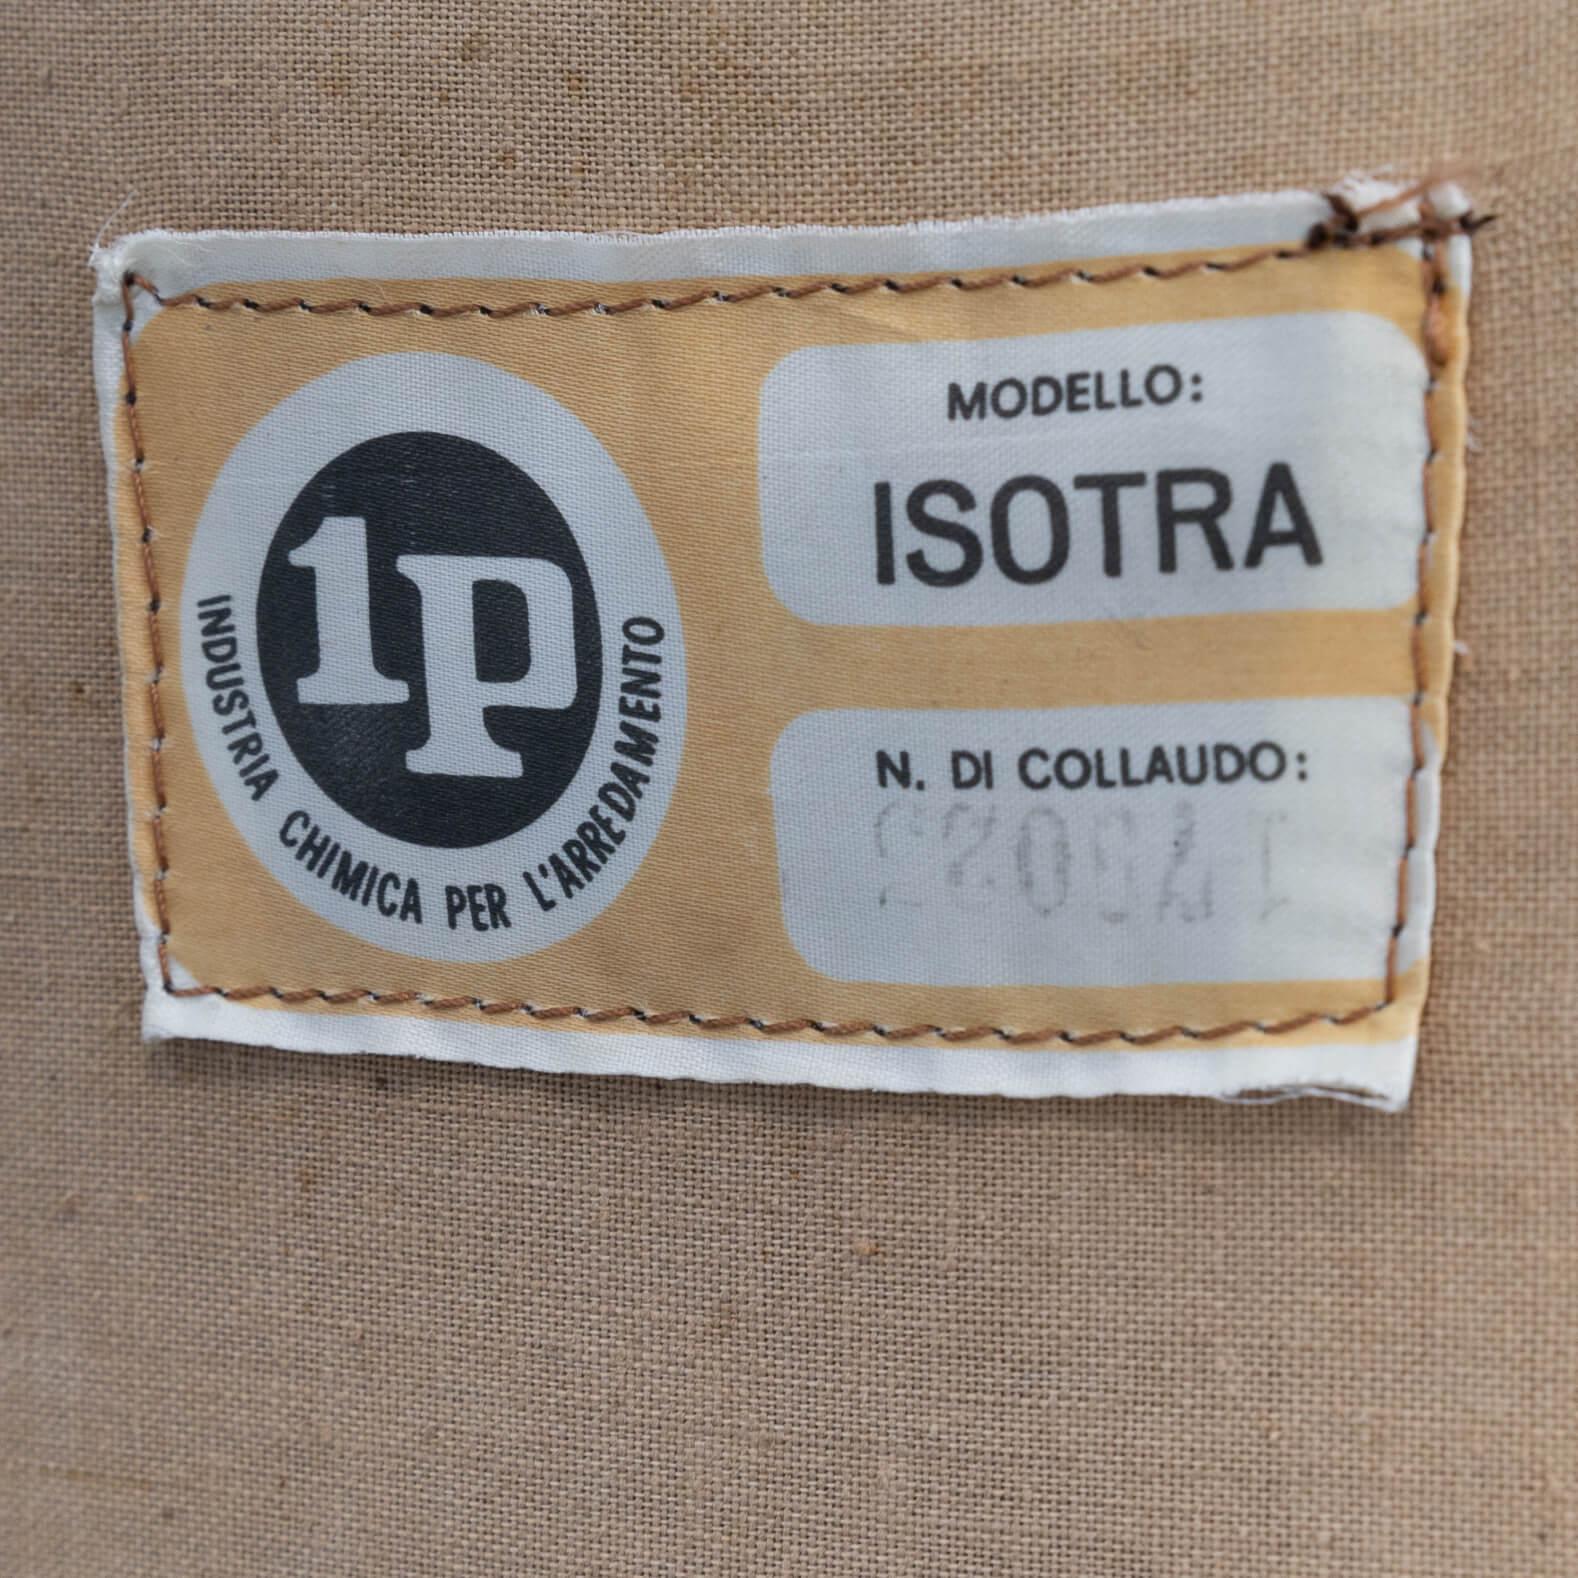 1P
INDUSTRIA CHIMICA PER L'ARREDAMENTO
MODELLO:
ISOTRA
N. DI COLLAUDO: